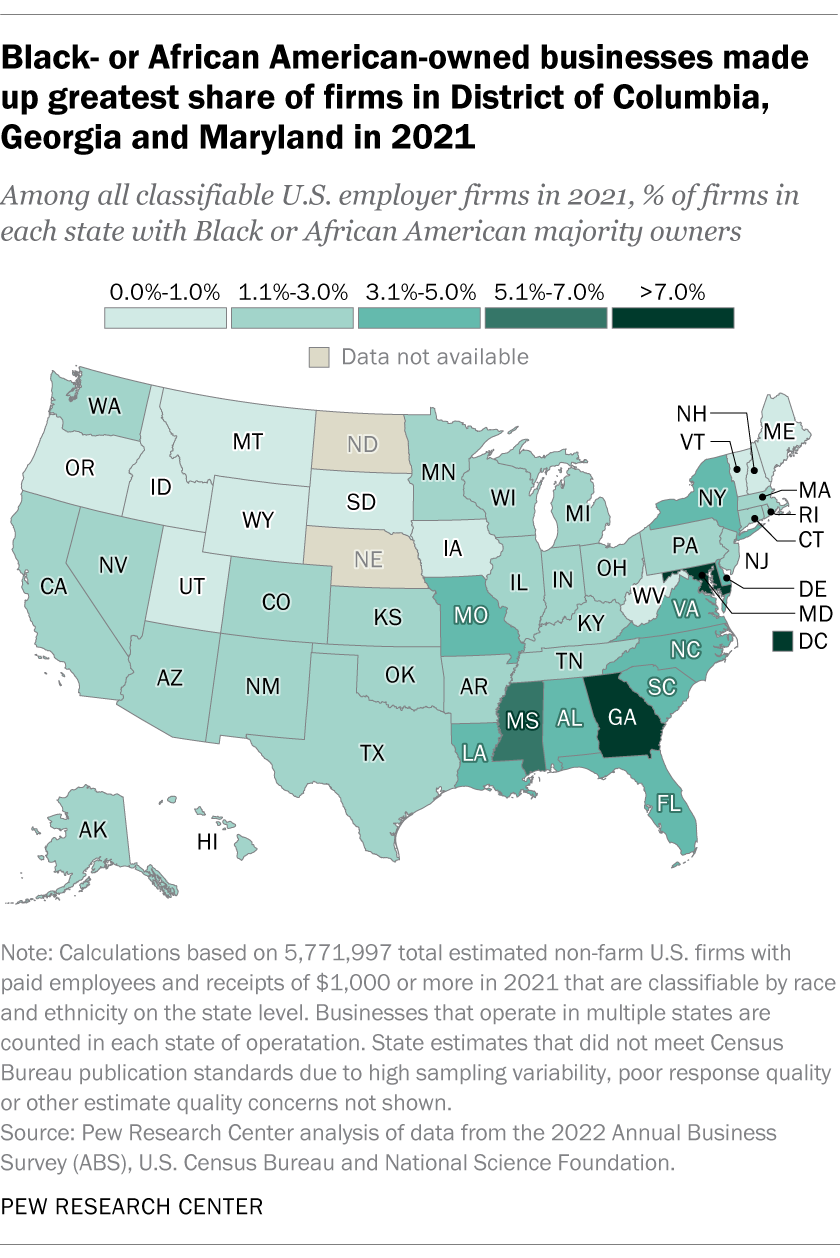 Black- or African American-owned businesses made
up greatest share of firms in District of Columbia,
Georgia and Maryland in 2021
Among all classifiable U.S. employer firms in 2021, % of firms in
each state with Black or African American majority owners
0.0%-1.0% 1.1%-3.0% 3.1%-5.0% 5.1%-7.0% >7.0%
Data not available
WA
MT
ND
MN
OR
ID
SD
WI
MI
NH
VT
ME
WY
NY
MA
RI
CT
IA
NE
PA
NJ
NV
UT
CO
IL
IN
OH
DE
MD
DC
CA
KS
MO
WV
VA
KY
NC
AZ
NM
OK
AR
TN
SC
TX
LA
MS
AL
GA
FL
AK
HI
Note: Calculations based on 5,771,997 total estimated non-farm U.S. firms with
paid employees and receipts of $1,000 or more in 2021 that are classifiable by race
and ethnicity on the state level. Businesses that operate in multiple states are
counted in each state of operatation. State estimates that did not meet Census
Bureau publication standards due to high sampling variability, poor response quality
or other estimate quality concerns not shown.
Source: Pew Research Center analysis of data from the 2022 Annual Business
Survey (ABS), U.S. Census Bureau and National Science Foundation.
PEW RESEARCH CENTER